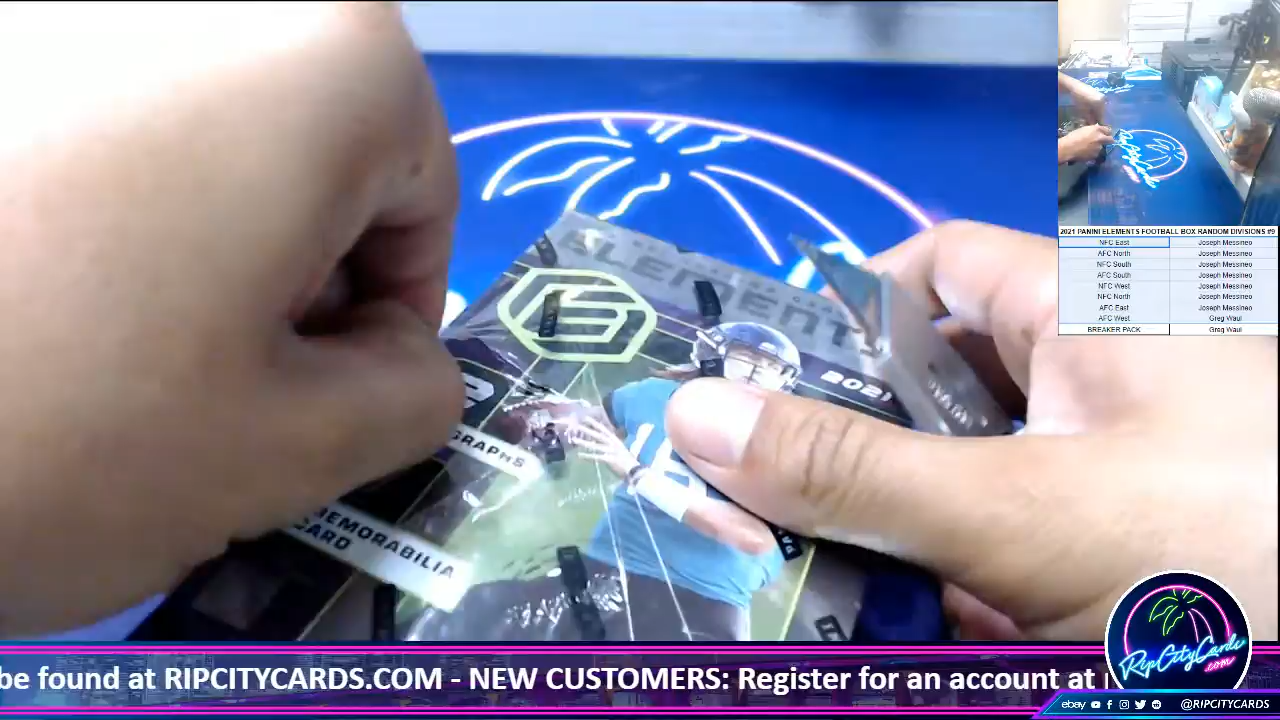 ELEMENTS
2021
GRAPHS
MEMORABILIA
CARD
2021 PANINI ELEMENTS FOOTBALL BOX RANDOM DIVISIONS #9
NFC East Joseph Messineo
AFC North Joseph Messineo
NFC South Joseph Messineo
AFC South Joseph Messineo
NFC West Joseph Messineo
NFC North Joseph Messineo
AFC East Joseph Messineo
AFC West Greg Waul
BREAKER PACK Greg Waul
be found at RIPCITYCARDS.COM - NEW CUSTOMERS: Register for an account at
RipCityCards
.com
ebay @RIPCITYCARDS